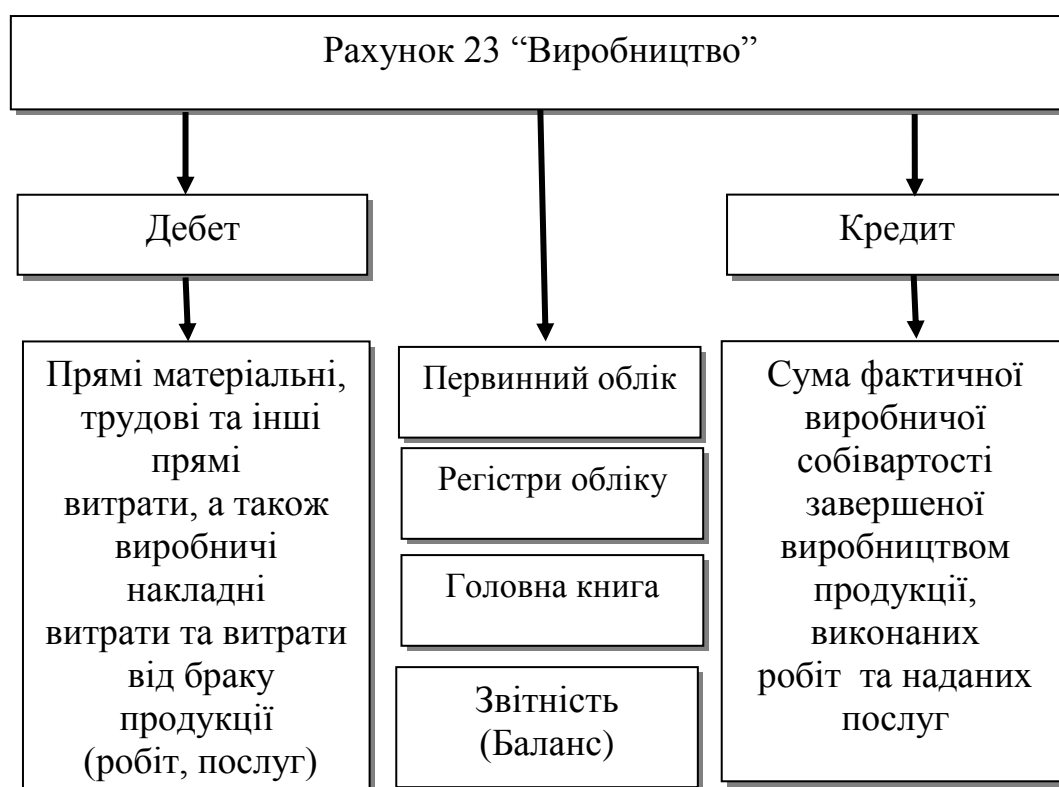 Рахунок 23 “Виробництво”
Дебет
Кредит
Прямі матеріальні,
трудові та інші
прямі
витрати, а також
виробничі
накладні
витрати та витрати
від браку
продукції
(робіт, послуг)
Первинний облік
Регістри обліку
Головна книга
Звітність
(Баланс)
Сума фактичної
виробничої
собівартості
завершеної
виробництвом
продукції,
виконаних
робіт та наданих
послуг